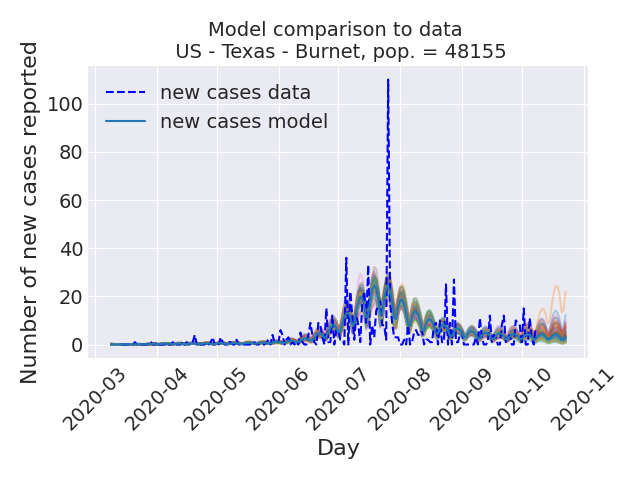 Model comparison to data
US - Texas - Burnet, pop. = 48155
Number of new cases reported
100
80
60
40
20
0
new cases data
new cases model
2020-03
2020-04
2020-05
2020-06
2020-07
2020-08
2020-09
2020-10
2020-11
Day